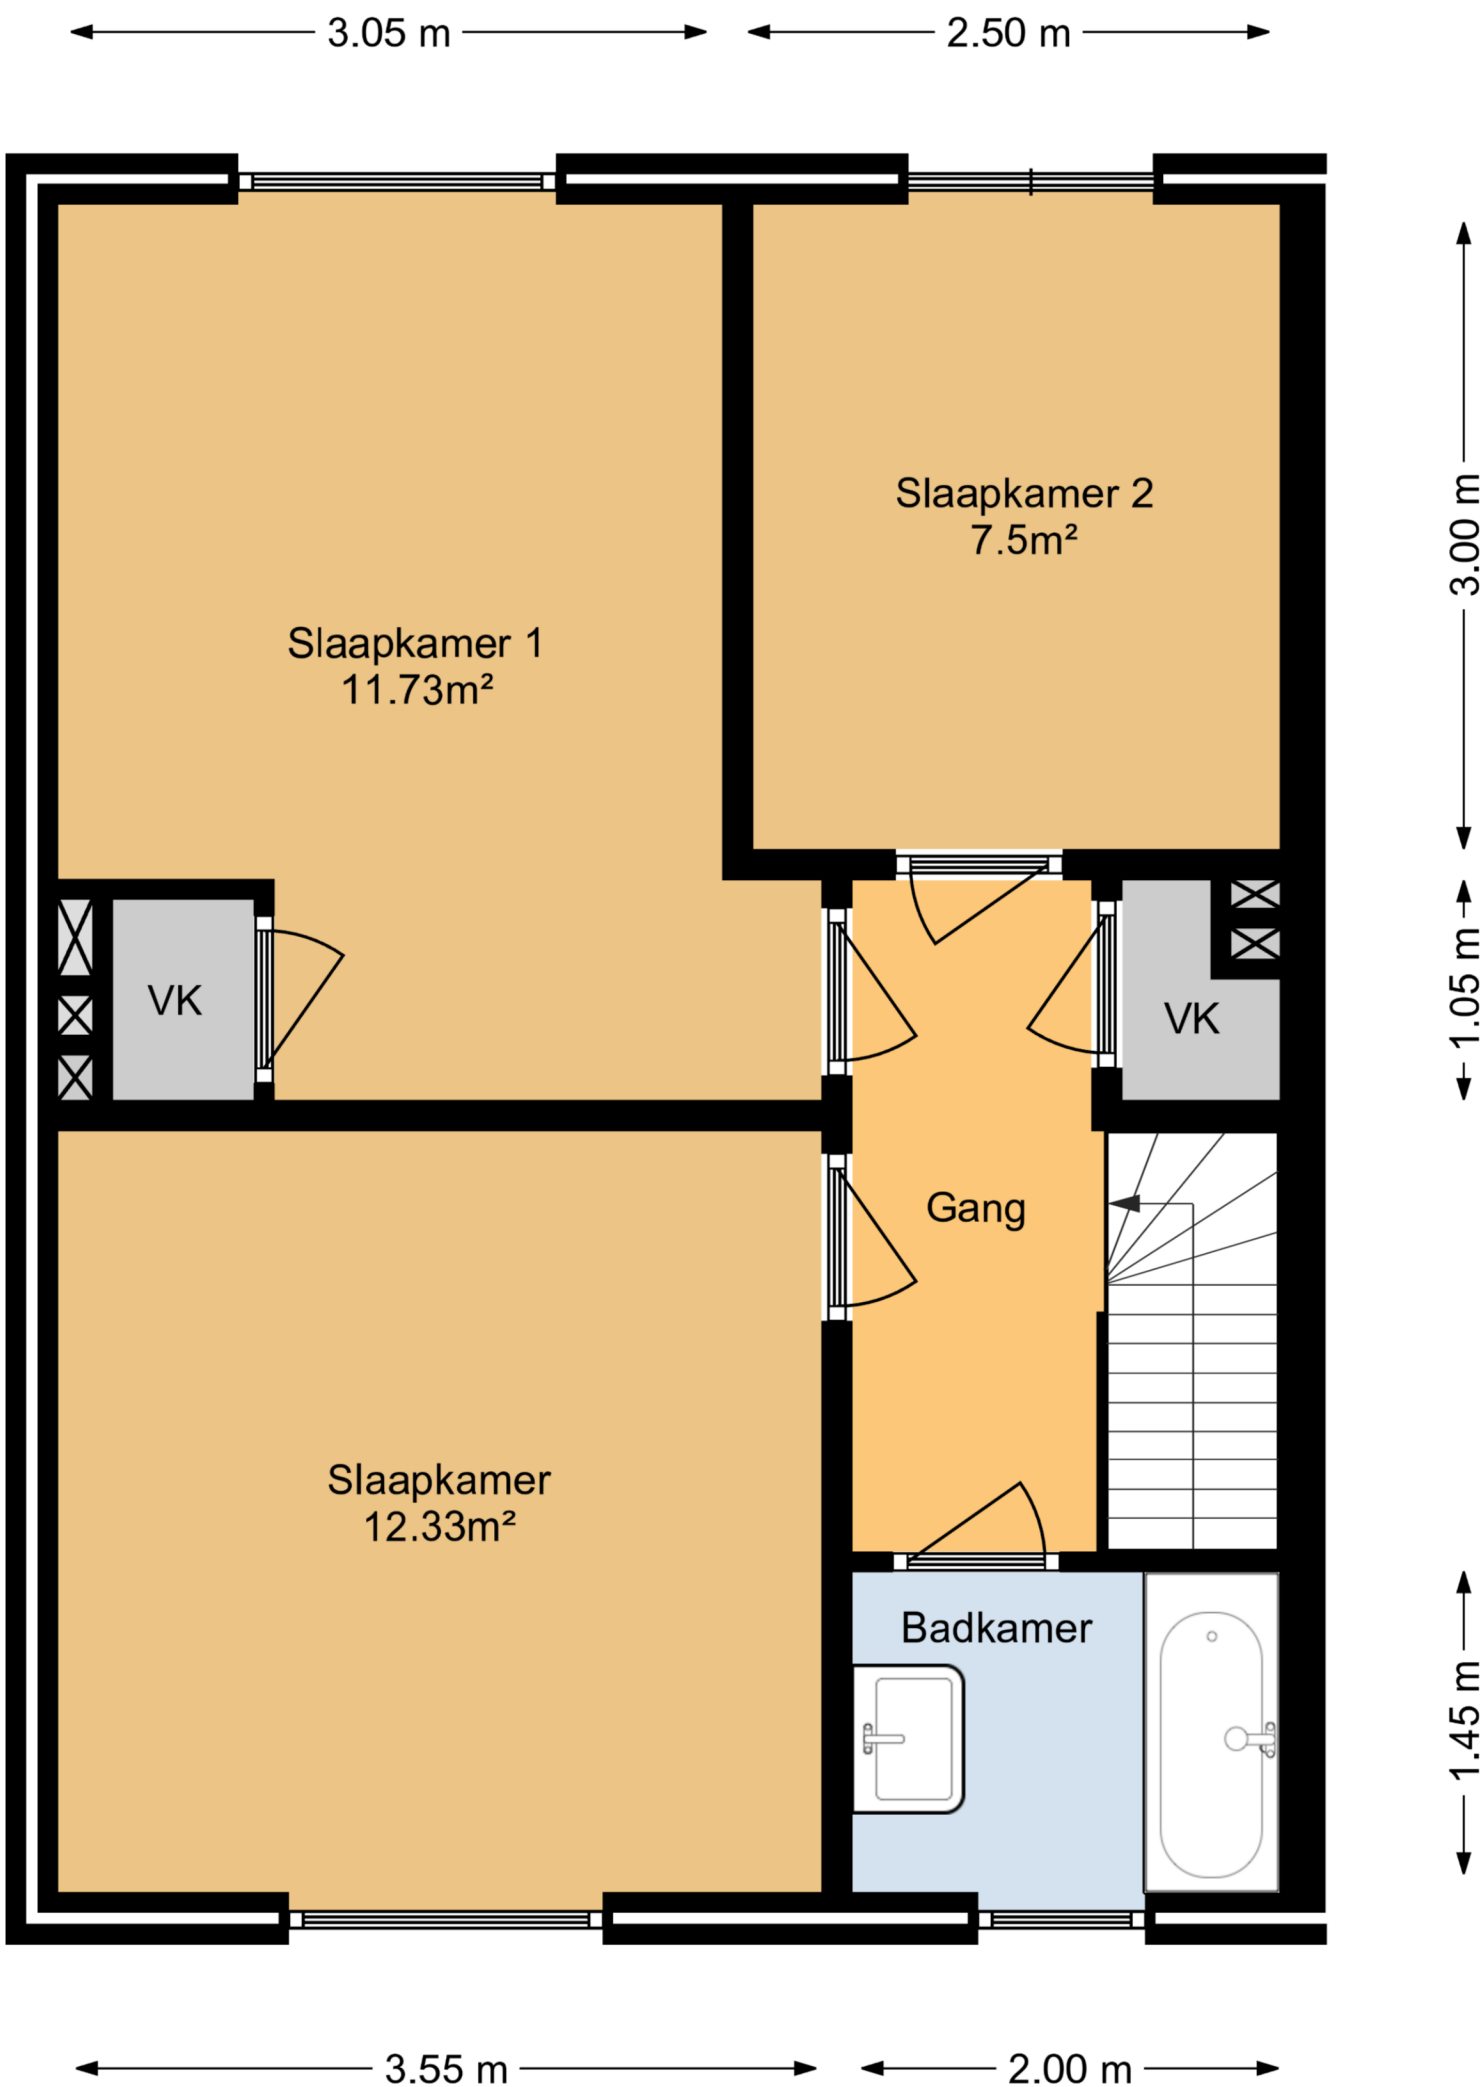 3.05 m
2.50 m
Slaapkamer 2
7.5m²
3.00 m
Slaapkamer 1
11.73m²
VK
VK
1.05 m
Gang
Slaapkamer
12.33m²
Badkamer
1.45 m
3.55 m
2.00 m